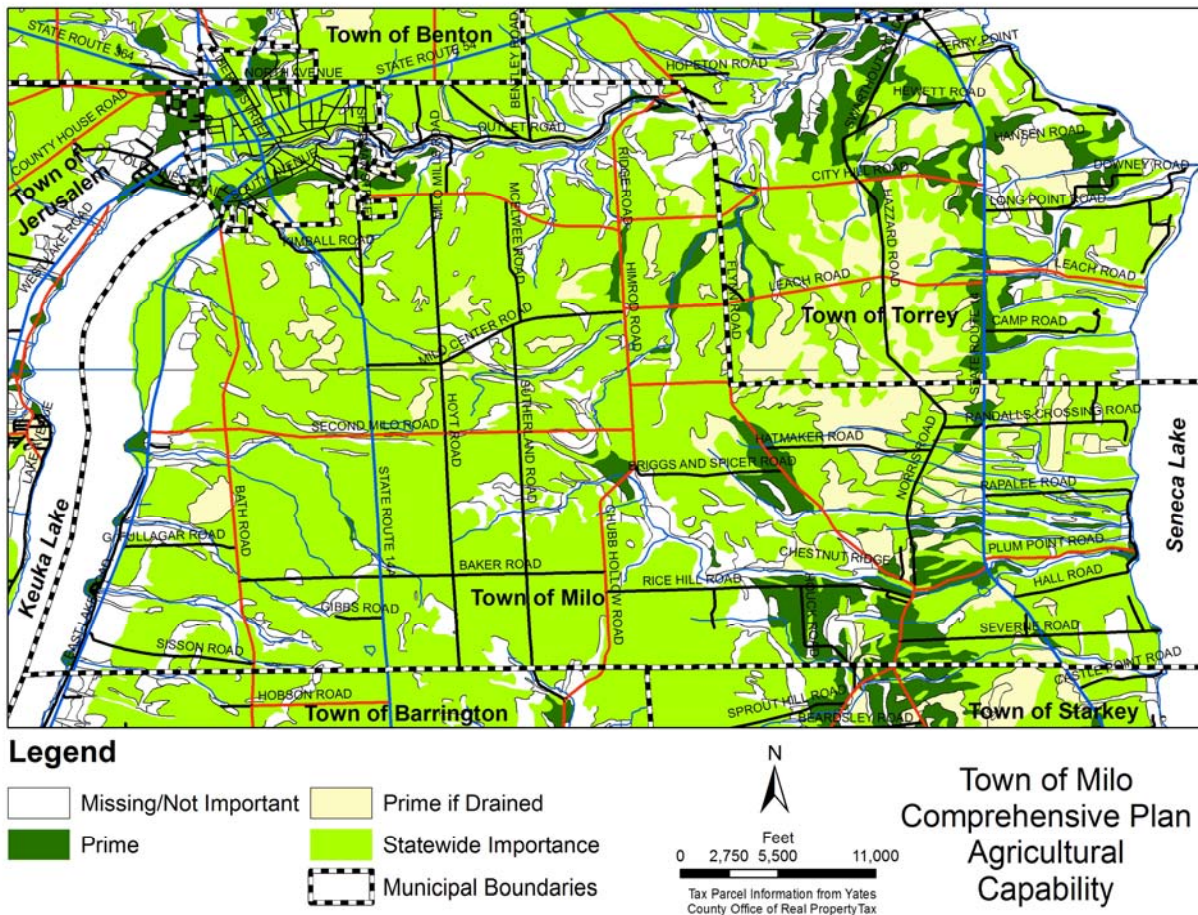 Town of Benton
STATE ROUTE 364
STATE ROUTE 54
NORTH AVENUE
BENTLEY ROAD
HOPETON ROAD
FERRY POINT
HEWETT ROAD
HANSEN ROAD
COUNTY HOUSE ROAD
OUTLET ROAD
DOWNEY ROAD
Town of
Jerusalem
CITY HILL ROAD
LONG POINT ROAD
WEST LAKE ROAD
MILO MILL ROAD
MCELWEE ROAD
RIDGE ROAD
HAZZARD ROAD
KIMBALL ROAD
HIMROD ROAD
FLYNN ROAD
LEACH ROAD
LEACH ROAD
Town of Torrey
CAMP ROAD
MILO CENTER ROAD
STATE ROUTE 14
RANDALLS CROSSING ROAD
SECOND MILO ROAD
HOYT ROAD
SUTHERLAND ROAD
HATMAKER ROAD
BRIGGS AND SPICER ROAD
NORRIS ROAD
RAPALEE ROAD
Keuka Lake
Seneca Lake
BATH ROAD
G FULLAGAR ROAD
CHUBB HOLLOW ROAD
CHESTNUT RIDGE
PLUM POINT ROAD
BAKER ROAD
RICE HILL ROAD
HALL ROAD
Town of Milo
EAST LAKE ROAD
GIBBS ROAD
SISSON ROAD
SEVERNE ROAD
CASTLE POINT ROAD
HOBSON ROAD
SPROUT HILL ROAD
BEARDSLEY ROAD
Town of Barrington
Town of Starkey
Legend
Missing/Not Important
Prime if Drained
Prime
Statewide Importance
Municipal Boundaries
N
Feet
0 2,750 5,500 11,000
Tax Parcel Information from Yates
County Office of Real Property Tax
Town of Milo
Comprehensive Plan
Agricultural
Capability